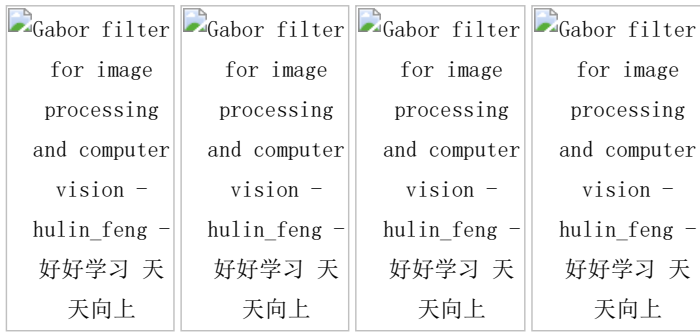 Gabor filter
for image
processing
and computer
vision -
hulin_feng -
好好学习 天
天向上
Gabor filter
for image
processing
and computer
vision -
hulin_feng -
好好学习 天
天向上
Gabor filter
for image
processing
and computer
vision -
hulin_feng -
好好学习 天
天向上
Gabor filter
for image
processing
and computer
vision -
hulin_feng -
好好学习 天
天向上